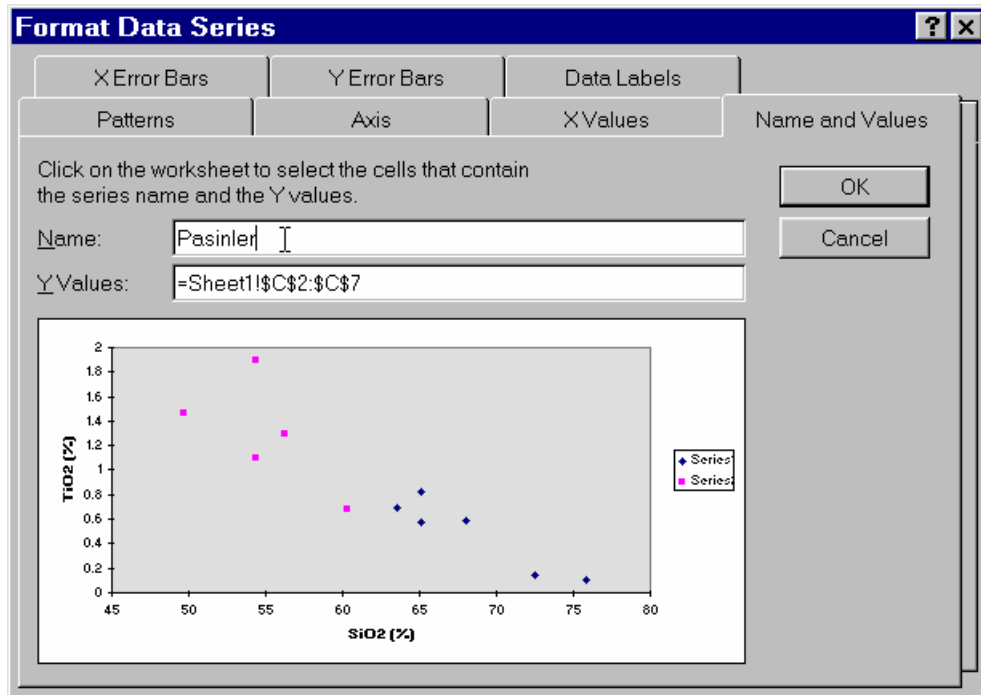 Format Data Series
? ×
X Error Bars Y Error Bars Data Labels
Patterns Axis X Values Name and Values
Click on the worksheet to select the cells that contain
the series name and the Y values.
OK
Name: Pasinler
Cancel
Y Values: =Sheet1!$C$2:$C$7
2
1.8
1.6
1.4
1.2
1
0.8
0.6
0.4
0.2
0
TiO2 (%)
45 50 55 60 65 70 75 80
SiO2 (%)
Series
Series